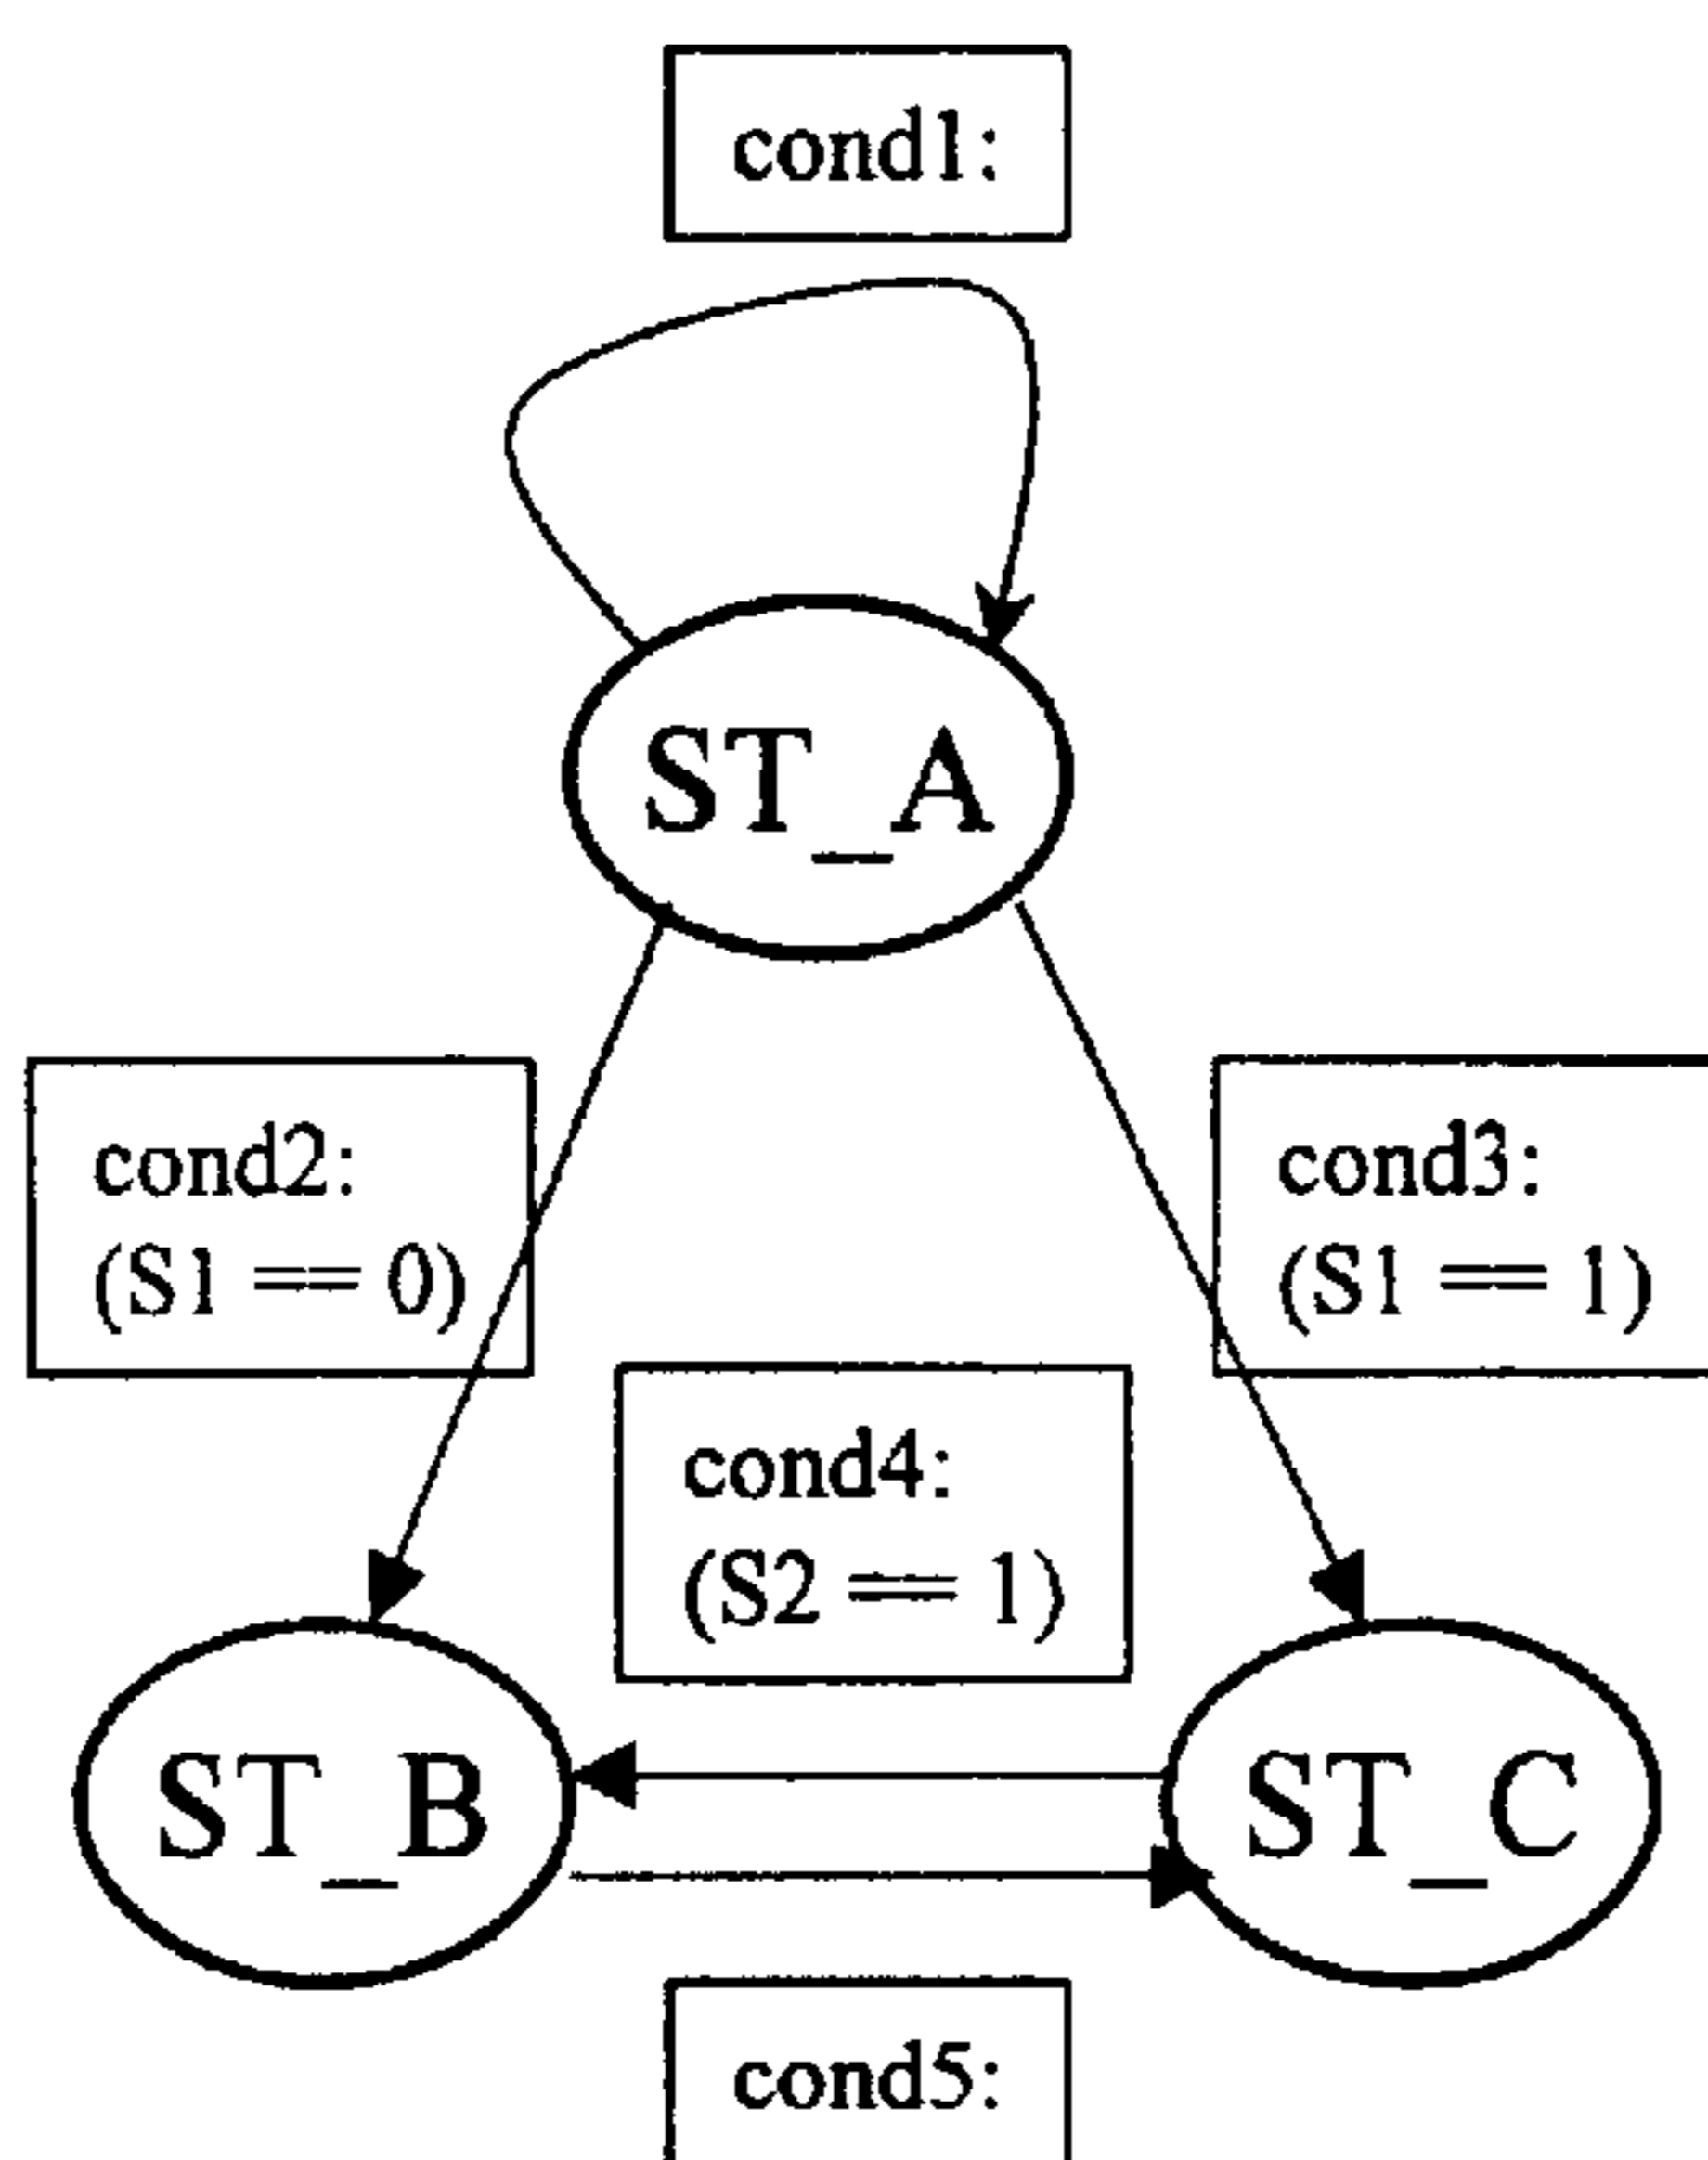 cond1:
ST_A
cond2:
(S1 == 0)
cond3:
(S1 == 1)
cond4:
(S2 == 1)
ST_B
ST_C
cond5: